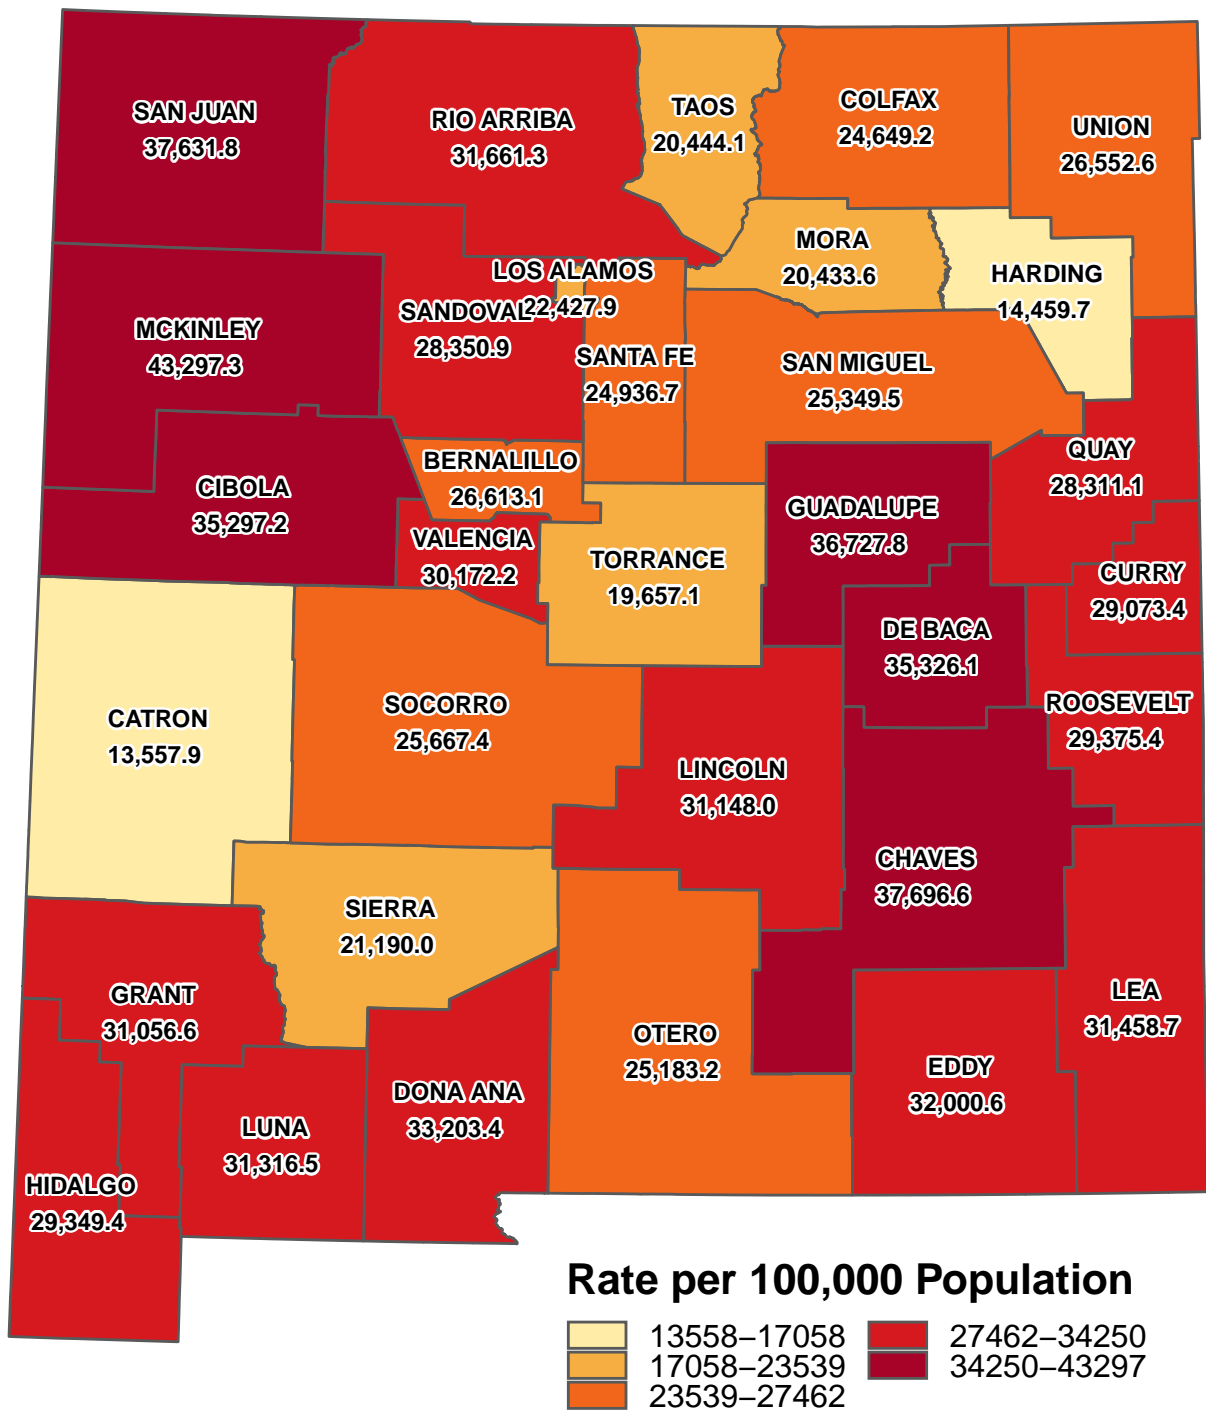 SAN JUAN
37,631.8
RIO ARRIBA
31,661.3
TAOS
20,444.1
COLFAX
24,649.2
UNION
26,552.6
MORA
20,433.6
HARDING
14,459.7
LOS ALAMOS
22,427.9
SANDOVAL
28,350.9
MCKINLEY
43,297.3
SANTA FE
24,936.7
SAN MIGUEL
25,349.5
QUAY
28,311.1
BERNALILLO
26,613.1
CIBOLA
35,297.2
GUADALUPE
36,727.8
VALENCIA
30,172.2
TORRANCE
19,657.1
CURRY
29,073.4
DE BACA
35,326.1
ROOSEVELT
29,375.4
CATRON
13,557.9
SOCORRO
25,667.4
LINCOLN
31,148.0
CHAVES
37,696.6
SIERRA
21,190.0
GRANT
31,056.6
LEA
31,458.7
OTERO
25,183.2
EDDY
32,000.6
DONA ANA
33,203.4
LUNA
31,316.5
HIDALGO
29,349.4
Rate per 100,000 Population
13558–17058
17058–23539
23539–27462
27462–34250
34250–43297